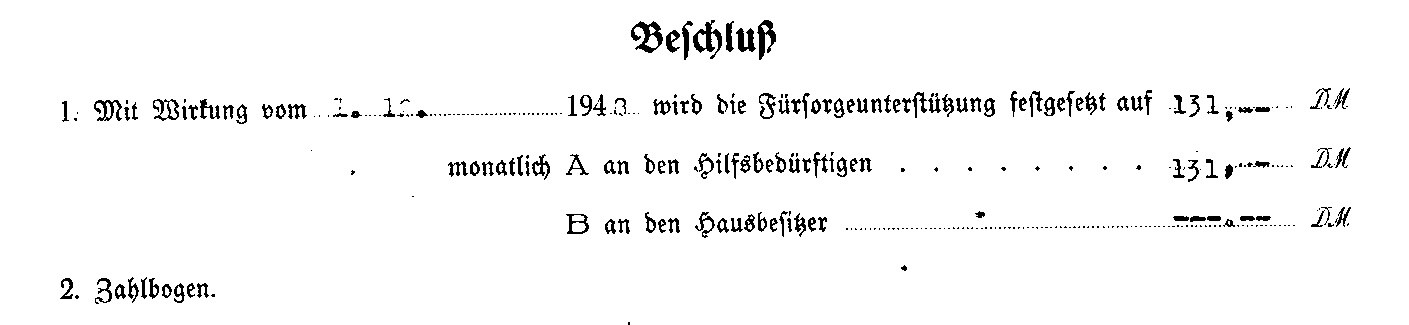 Beschluß
1. Mit Wirkung vom 1. 12. 1948 wird die Fürsorgeunterstützung festgesetzt auf 131,-- DM
monatlich A an den Hilfsbedürftigen . . . . . . . . 131,-- DM
B an den Hausbesitzer ---.-- DM
2. Zahlbogen.